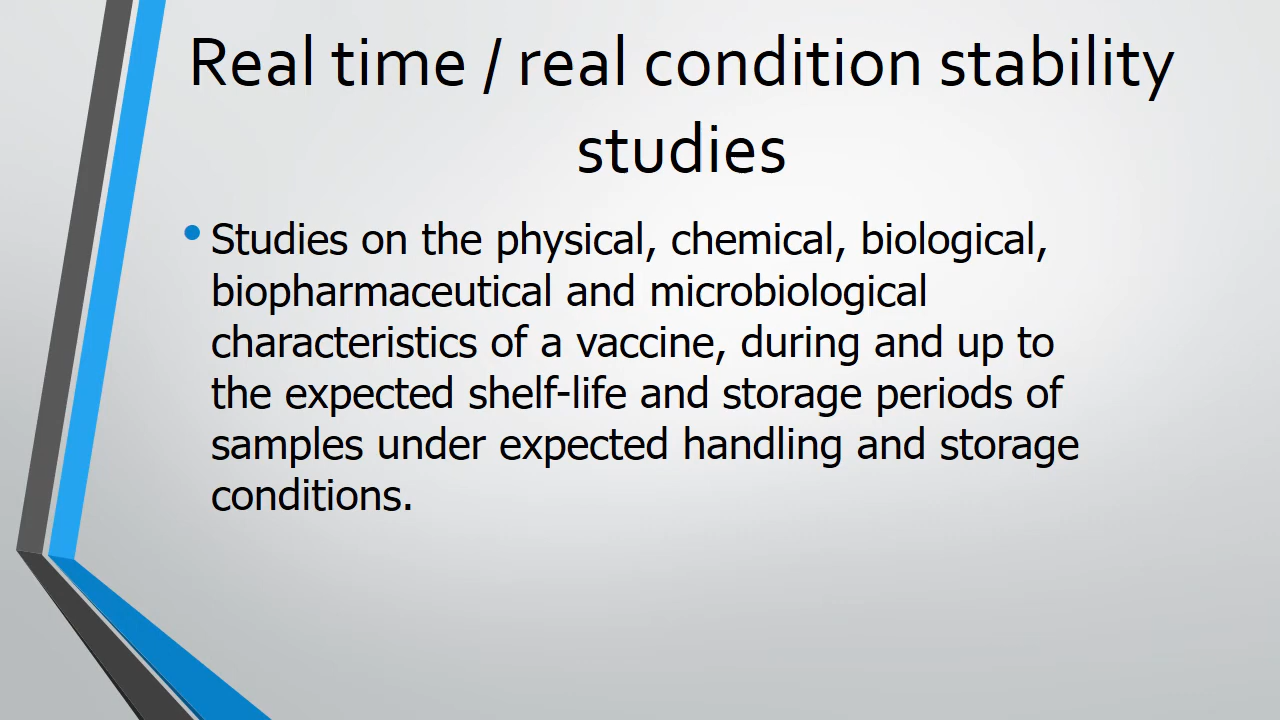 Real time / real condition stability
studies
• Studies on the physical, chemical, biological,
biopharmaceutical and microbiological
characteristics of a vaccine, during and up to
the expected shelf-life and storage periods of
samples under expected handling and storage
conditions.